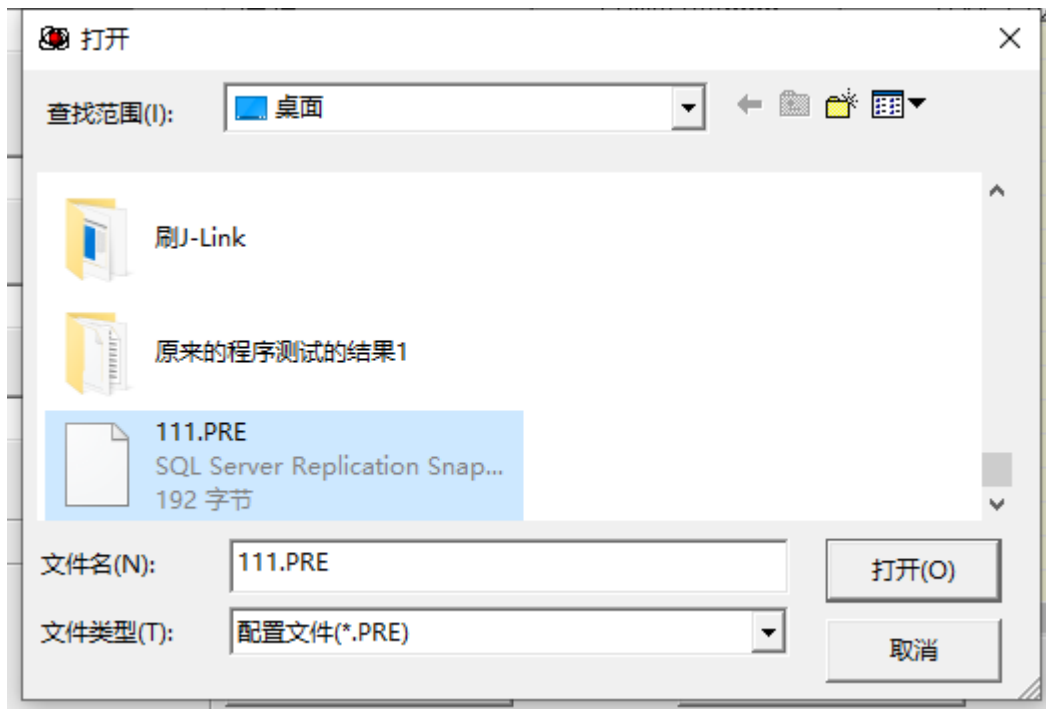 打开
查找范围(I):
桌面
刷J-Link
原来的程序测试的结果1
111.PRE
SQL Server Replication Snap...
192 字节
文件名(N):
111.PRE
打开(O)
文件类型(T):
配置文件(*.PRE)
取消